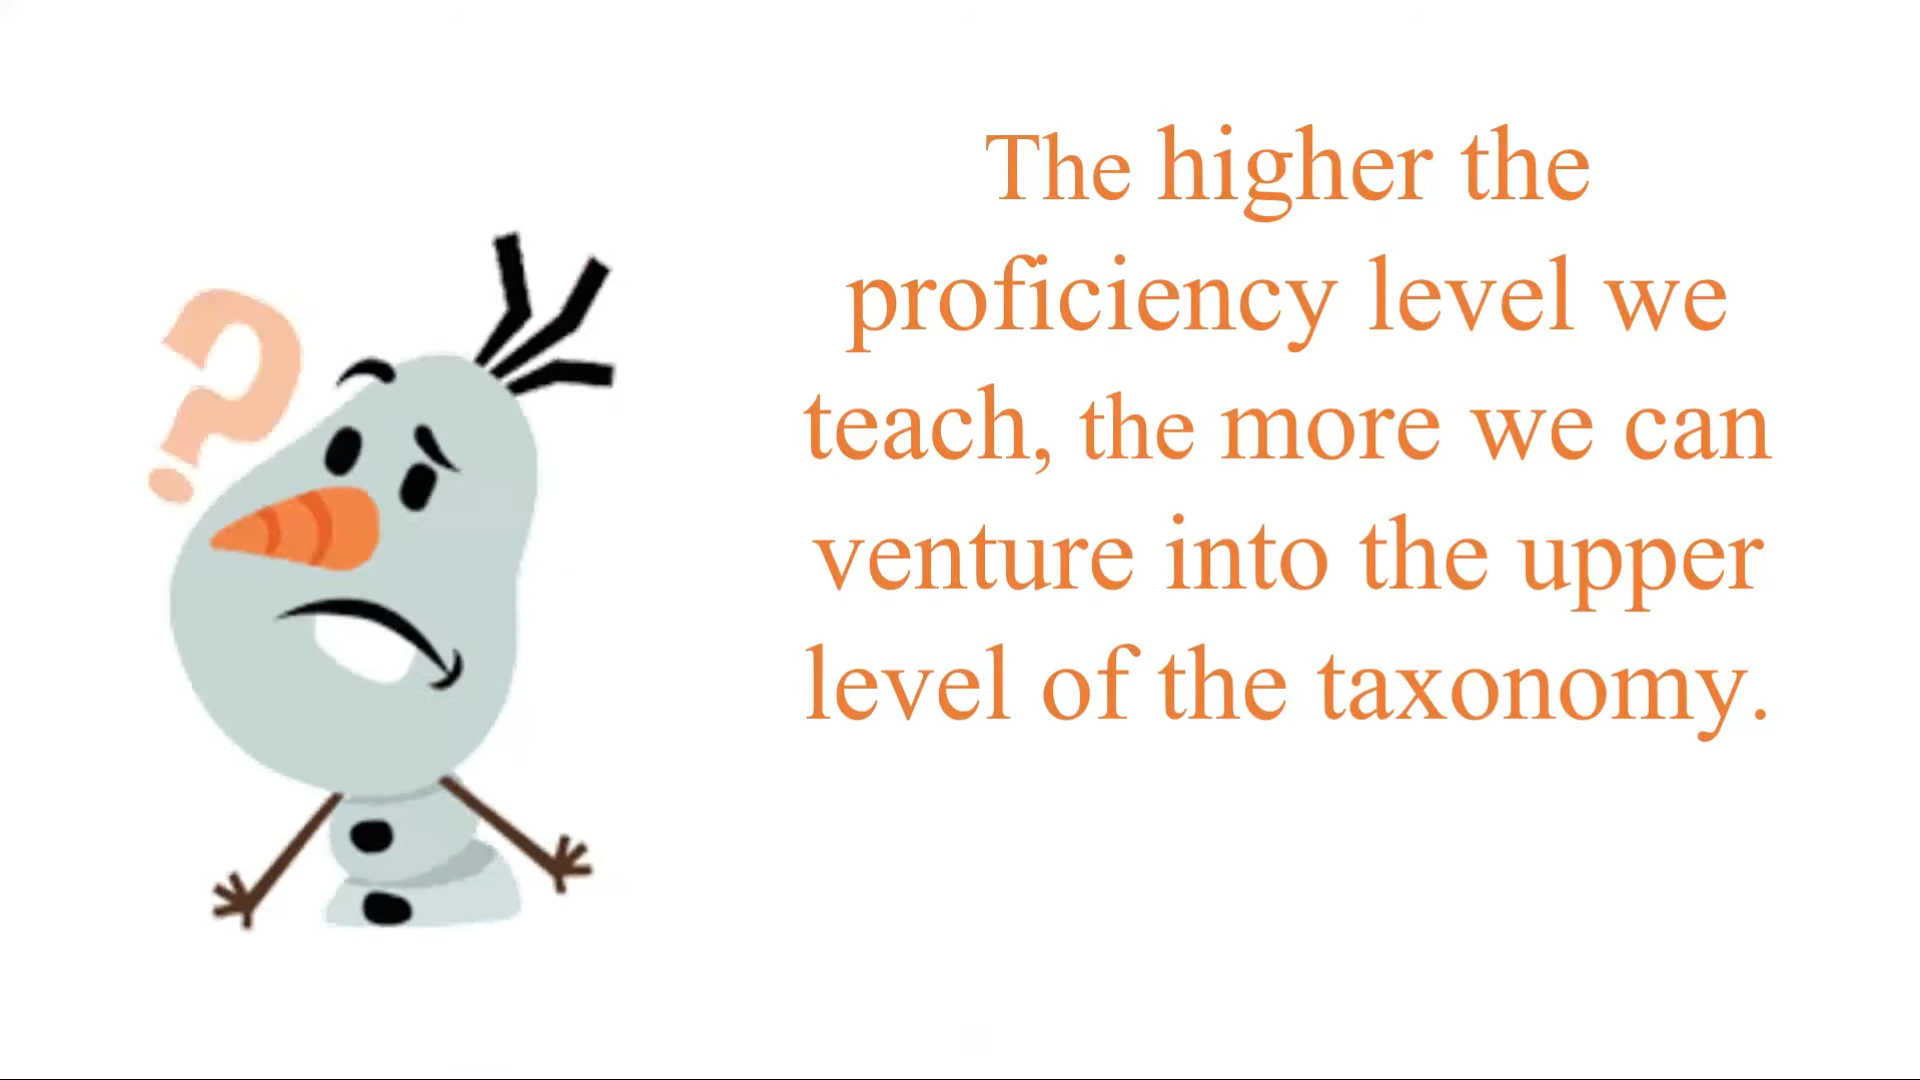 ?
The higher the
proficiency level we
teach, the more we can
venture into the upper
level of the taxonomy.